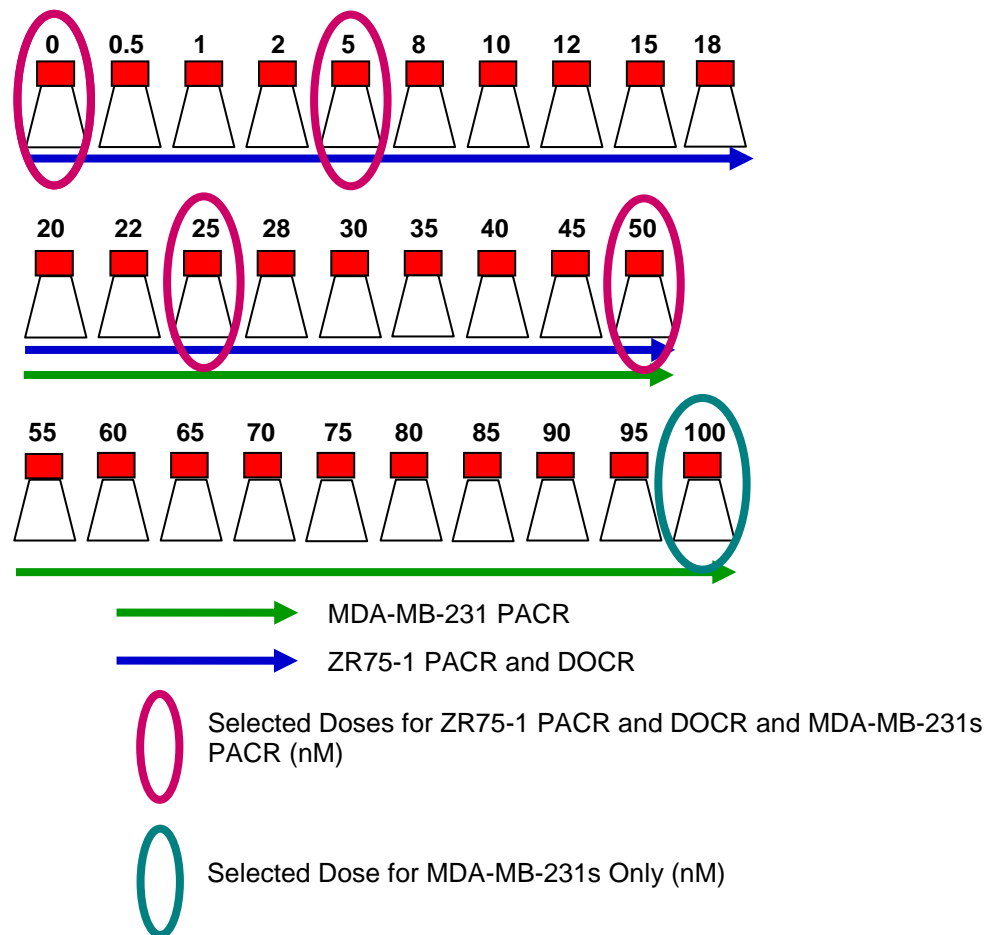 0 0.5 1 2 5 8 10 12 15 18
20 22 25 28 30 35 40 45 50
55 60 65 70 75 80 85 90 95 100
MDA-MB-231 PACR
ZR75-1 PACR and DOCR
Selected Doses for ZR75-1 PACR and DOCR and MDA-MB-231s
PACR (nM)
Selected Dose for MDA-MB-231s Only (nM)